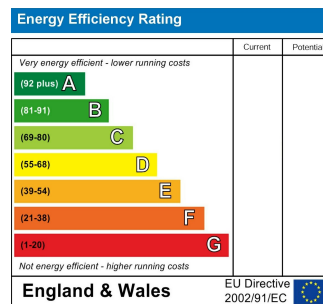 Energy Efficiency Rating
Current Potential
Very energy efficient - lower running costs
(92 plus) A
(81-91) B
(69-80) C
(55-68) D
(39-54) E
(21-38) F
(1-20) G
Not energy efficient - higher running costs
England & Wales
EU Directive
2002/91/EC